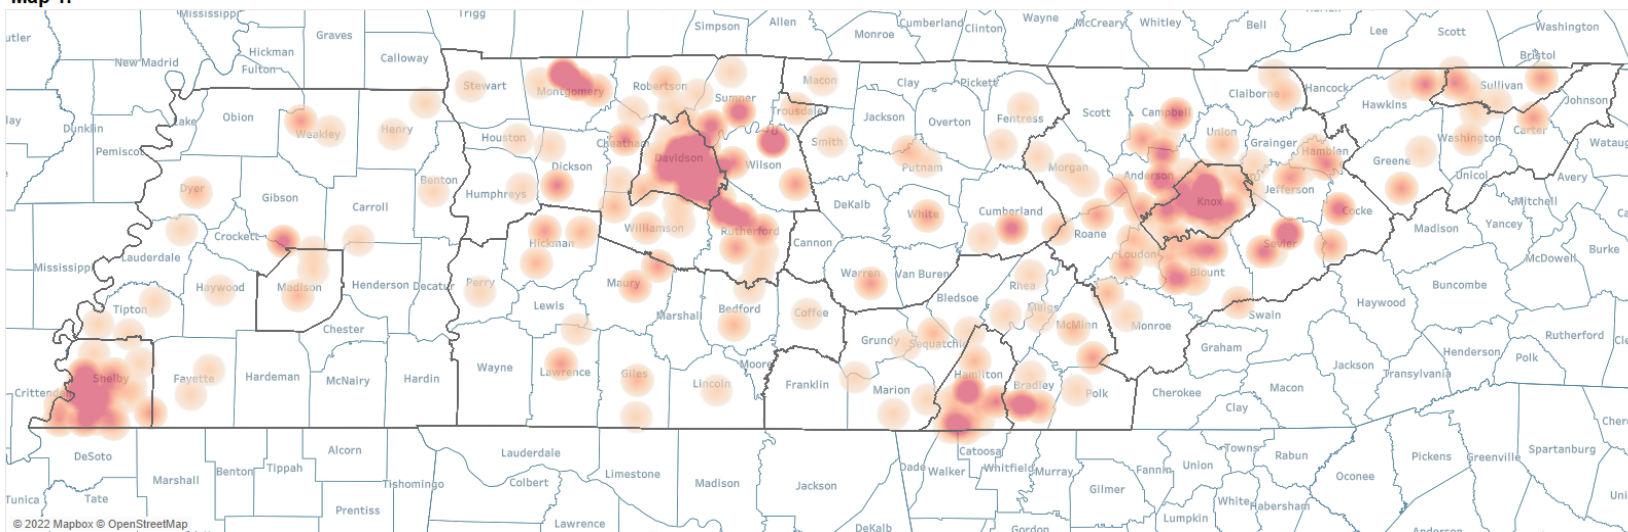 Mississippi
Trigg
Simpson
Allen
Monroe
Cumberland
Clinton
Wayne
McCreary
Whitley
Bell
Lee
Scott
Washington
Bristol
Graves
Hickman
Fulton
Calloway
New Madrid
Stewart
Montgomery
Robertson
Sumner
Macon
Trousdale
Clay
Pickett
Scott
Campbell
Claiborne
Hancock
Hawkins
Sullivan
Johnson
Dunklin
Pemiscot
Lake
Obion
Weakley
Henry
Houston
Cheatham
Davidson
Wilson
Smith
Jackson
Overton
Fentress
Union
Grainger
Hamblen
Washington
Carter
Greene
Dyer
Gibson
Benton
Carroll
Humphreys
Dickson
Putnam
Morgan
Anderson
Jefferson
Unicoi
Avery
Mitchell
Crockett
Hickman
Williamson
Rutherford
DeKalb
White
Cumberland
Roane
Knox
Cocke
Sevier
Madison
Yancey
Burke
McDowell
Lauderdale
Haywood
Madison
Henderson
Decatur
Perry
Maury
Cannon
Warren
Van Buren
Loudon
Blount
Buncombe
Haywood
Tipton
Chester
Lewis
Marshall
Bedford
Coffee
Bledsoe
Rhea
Meigs
McMinn
Monroe
Swain
Graham
Jackson
Henderson
Polk
Rutherford
Transylvania
Crittenden
Shelby
Fayette
Hardeman
McNairy
Hardin
Wayne
Lawrence
Giles
Lincoln
Moore
Franklin
Grundy
Sequatchie
Marion
Hamilton
Bradley
Polk
Cherokee
Clay
Macon
DeSoto
Tate
Tunica
Marshall
Benton
Tippah
Alcorn
Prentiss
Tishomingo
Lauderdale
Colbert
Lawrence
Limestone
Madison
Jackson
DeKalb
Dade
Walker
Catoosa
Whitfield
Murray
Gordon
Gilmer
Fannin
Union
Towns
White
Lumpkin
Habersham
Rabun
Oconee
Pickens
Greenville
Spartanburg
Anderson
© 2022 Mapbox © OpenStreetMap